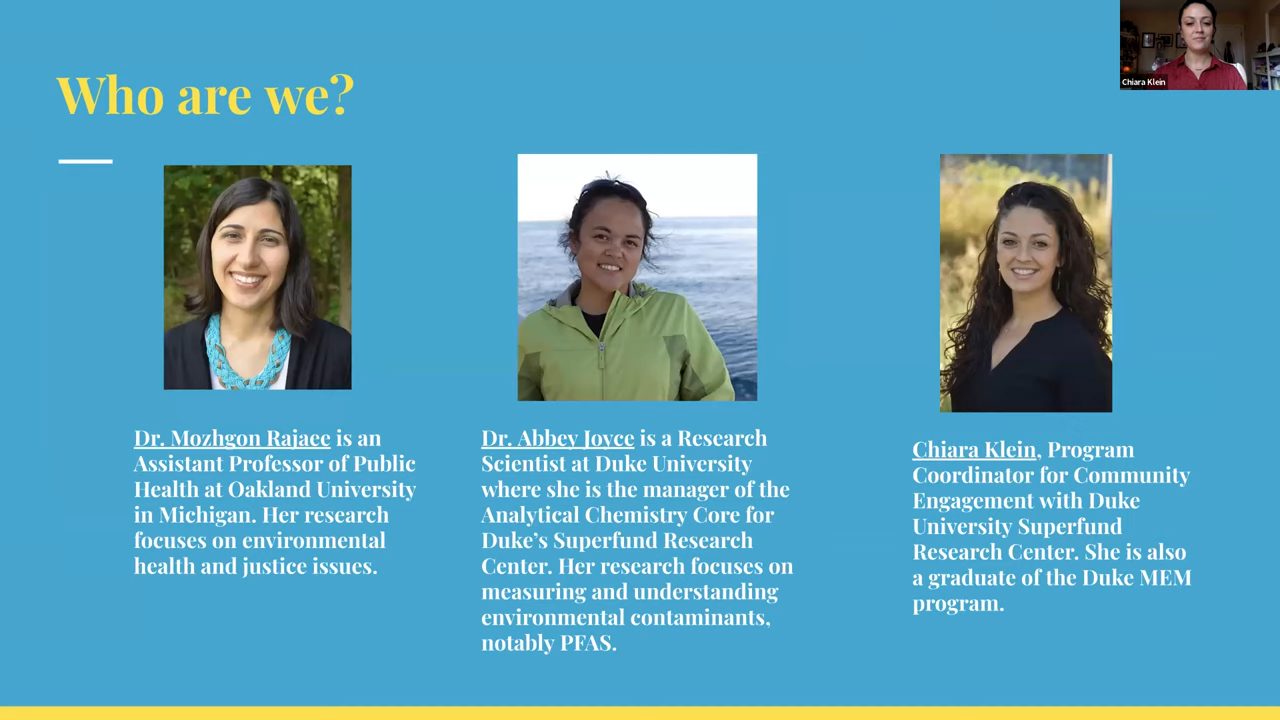 Chiara Klein
Who are we?
Dr. Mozhgon Rajaee is an
Assistant Professor of Public
Health at Oakland University
in Michigan. Her research
focuses on environmental
health and justice issues.
Dr. Abbey Joyce is a Research
Scientist at Duke University
where she is the manager of the
Analytical Chemistry Core for
Duke’s Superfund Research
Center. Her research focuses on
measuring and understanding
environmental contaminants,
notably PFAS.
Chiara Klein, Program
Coordinator for Community
Engagement with Duke
University Superfund
Research Center. She is also
a graduate of the Duke MEM
program.